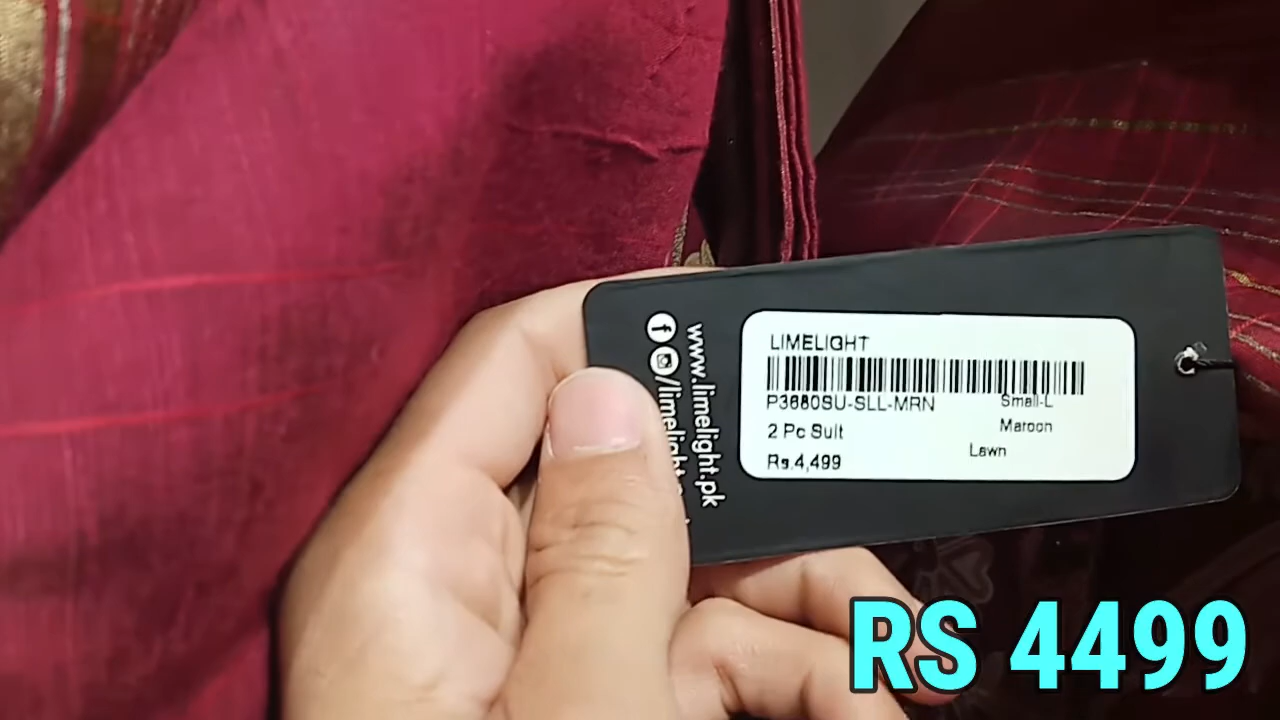 LIMELIGHT
P3680SU-SLL-MRN Small-L
2 Pc Suit Maroon
Lawn
Rs.4,499
www.limelight.pk
RS 4499